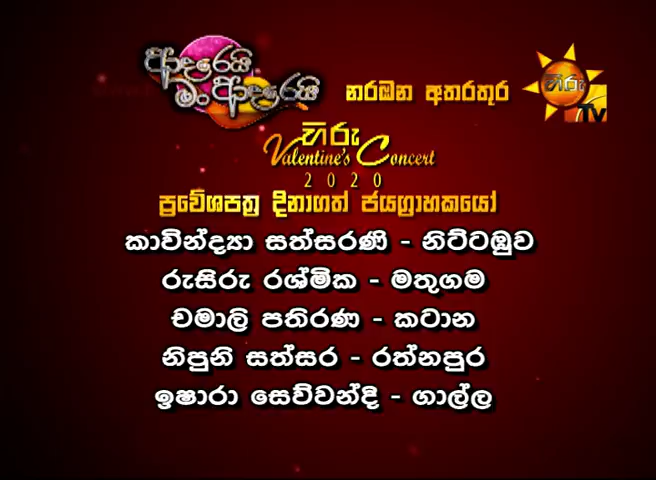 ආදරෙයි
මං ආදරෙයි
නරඹන අතරතුර
හිරු
Tv
හිරු
Valentine's Concert
2020
ප්‍රවේශපත්‍ර දිනාගත් ජයග්‍රාහකයෝ
කාවින්ද්‍යා සත්සරණි - නිට්ටඹුව
රුසිරු රශ්මික - මතුගම
චමාලි පතිරණ - කටාන
නිපුනි සත්සර - රත්නපුර
ඉෂාරා සෙව්වන්දි - ගාල්ල